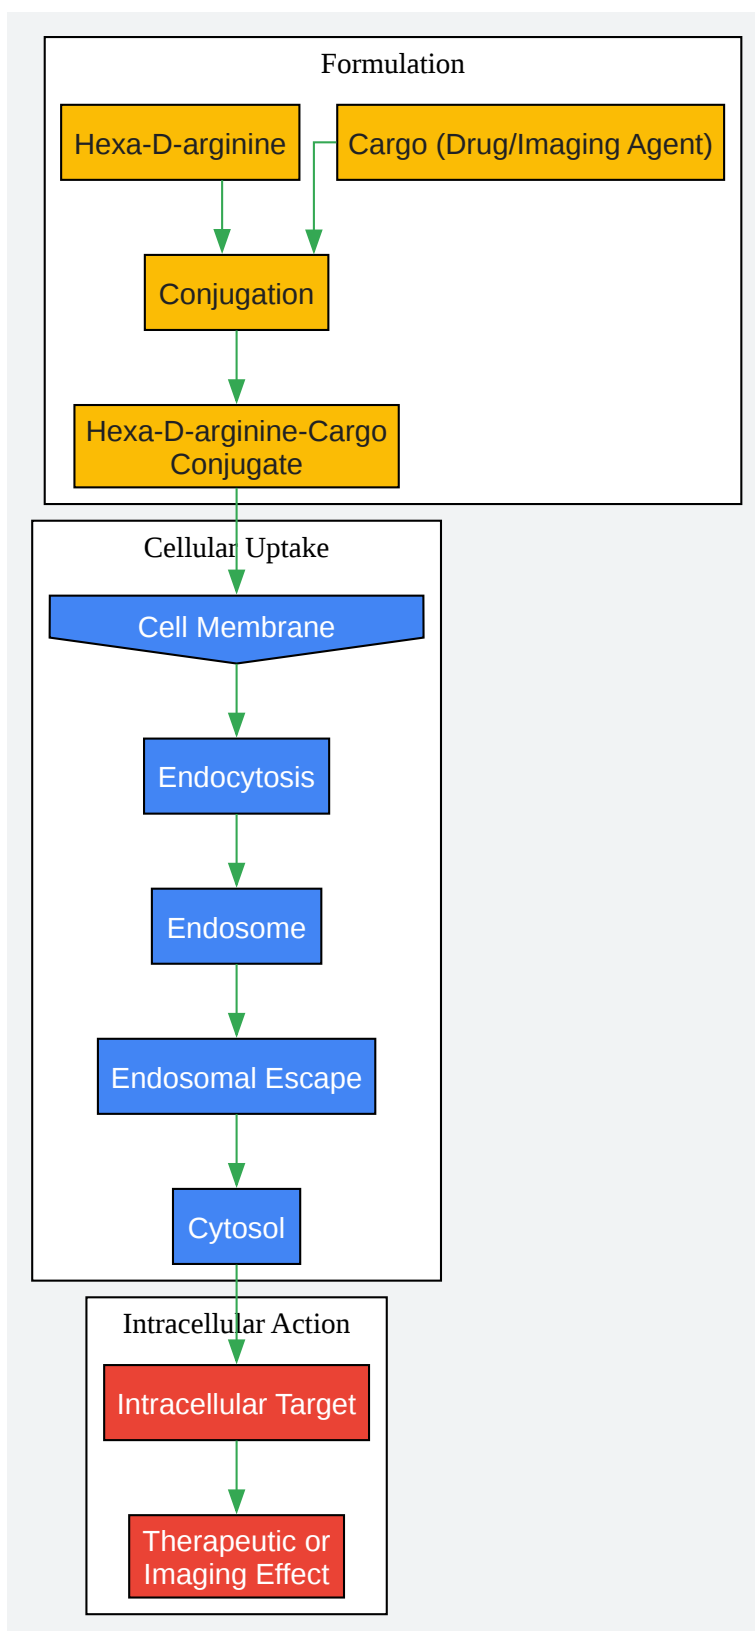 Formulation
Hexa-D-arginine
Cargo (Drug/Imaging Agent)
Conjugation
Hexa-D-arginine-Cargo
Conjugate
Cellular Uptake
Cell Membrane
Endocytosis
Endosome
Endosomal Escape
Cytosol
Intracellular Action
Intracellular Target
Therapeutic or
Imaging Effect